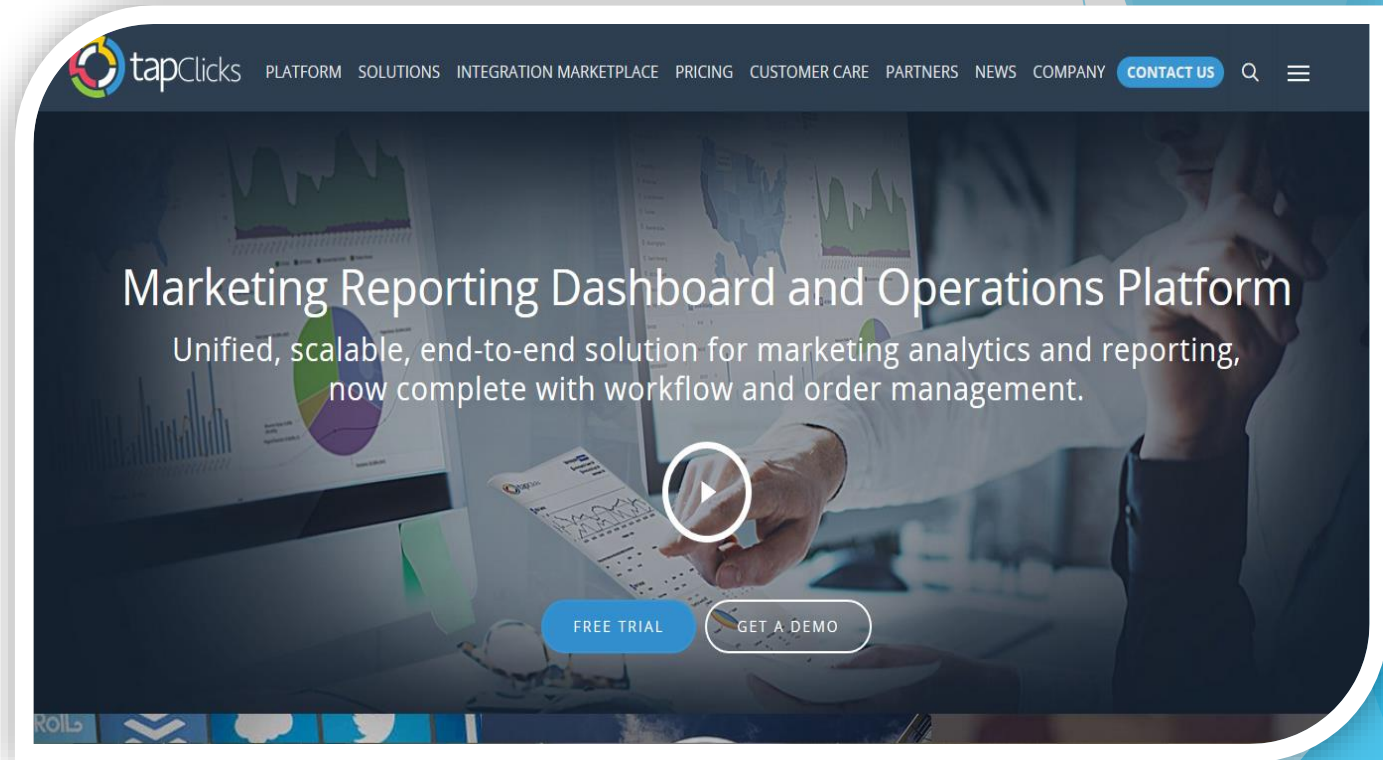 tapClicks PLATFORM SOLUTIONS INTEGRATION MARKETPLACE PRICING CUSTOMER CARE PARTNERS NEWS COMPANY CONTACT US
Marketing Reporting Dashboard and Operations Platform
Unified, scalable, end-to-end solution for marketing analytics and reporting,
now complete with workflow and order management.
tapClicks
FREE TRIAL GET A DEMO